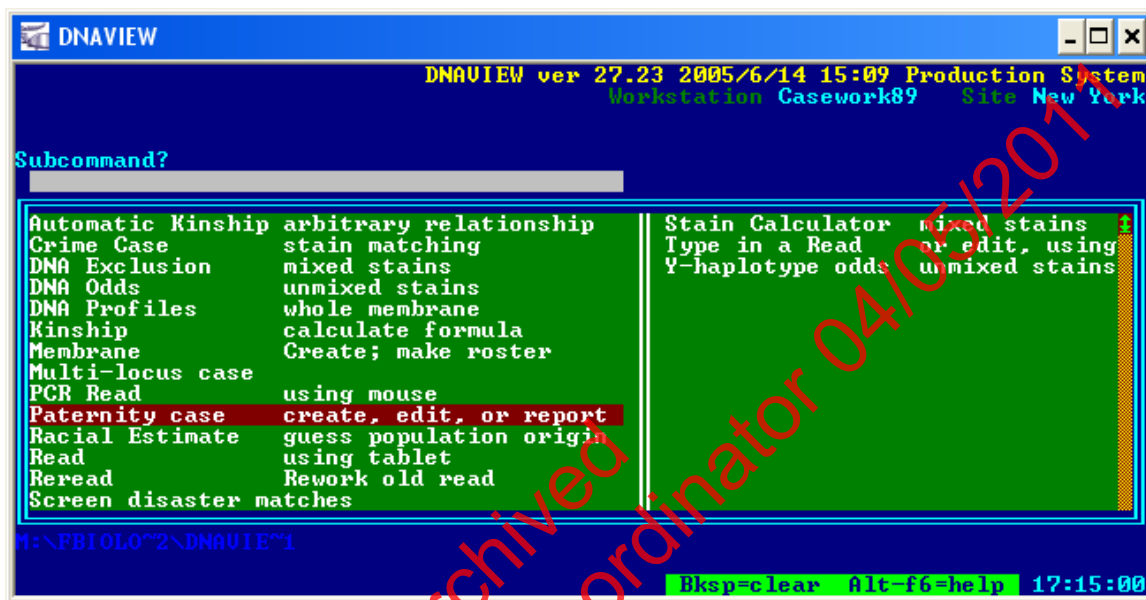 DNAVIEW
DNAVIEW ver 27.23 2005/6/14 15:09 Production System
Workstation Casework89 Site New York
Subcommand?
Automatic Kinship arbitrary relationship
Crime Case stain matching
DNA Exclusion mixed stains
DNA Odds unmixed stains
DNA Profiles whole membrane
Kinship calculate formula
Membrane Create; make roster
Multi-locus case
PCR Read using mouse
Paternity case create, edit, or report
Racial Estimate guess population origin
Read using tablet
Reread Rework old read
Screen disaster matches
Stain Calculator mixed stains
Type in a Read or edit, using
Y-haplotype odds unmixed stains
M:\FBIOLO~2\DNAVIE~1
Bksp=clear Alt-f6=help 17:15:00
chived
ordinator 04/05/2011